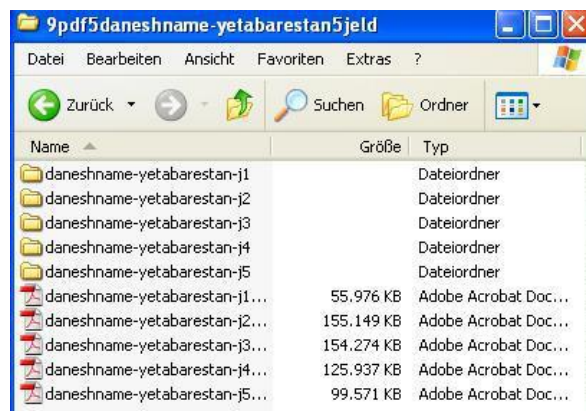 9pdf5daneshname-yetabarestan5jeld
Datei Bearbeiten Ansicht Favoriten Extras ?
Zurück Suchen Ordner
Name Größe Typ
daneshname-yetabarestan-j1 Dateiordner
daneshname-yetabarestan-j2 Dateiordner
daneshname-yetabarestan-j3 Dateiordner
daneshname-yetabarestan-j4 Dateiordner
daneshname-yetabarestan-j5 Dateiordner
daneshname-yetabarestan-j1... 55.976 KB Adobe Acrobat Doc...
daneshname-yetabarestan-j2... 155.149 KB Adobe Acrobat Doc...
daneshname-yetabarestan-j3... 154.274 KB Adobe Acrobat Doc...
daneshname-yetabarestan-j4... 125.937 KB Adobe Acrobat Doc...
daneshname-yetabarestan-j5... 99.571 KB Adobe Acrobat Doc...